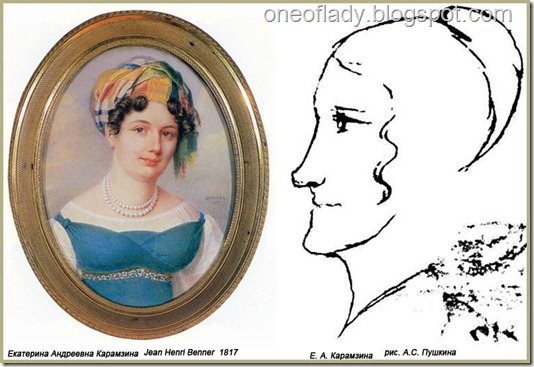 oneoflady.blogspot.com
Екатерина Андреевна Карамзина Jean Henri Benner 1817
Е. А. Карамзина рис. А.С. Пушкина